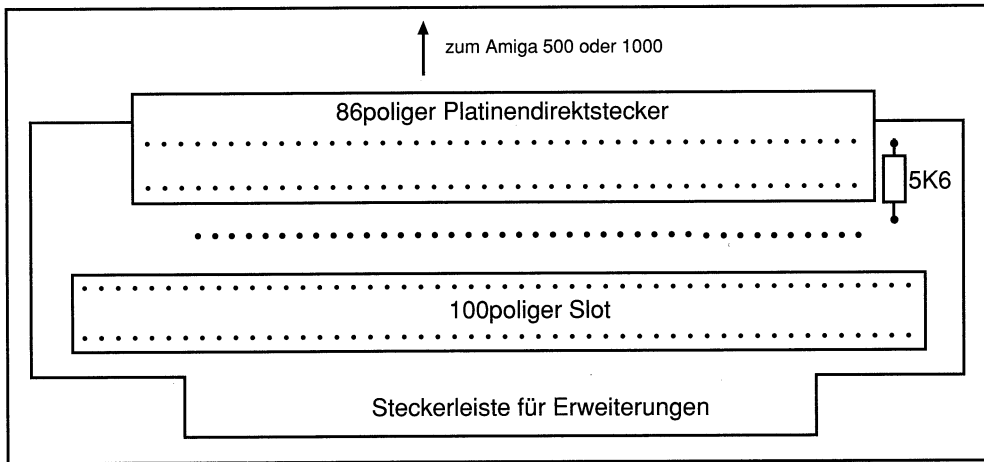 zum Amiga 500 oder 1000
86poliger Platinendirektstecker
5K6
100poliger Slot
Steckerleiste für Erweiterungen